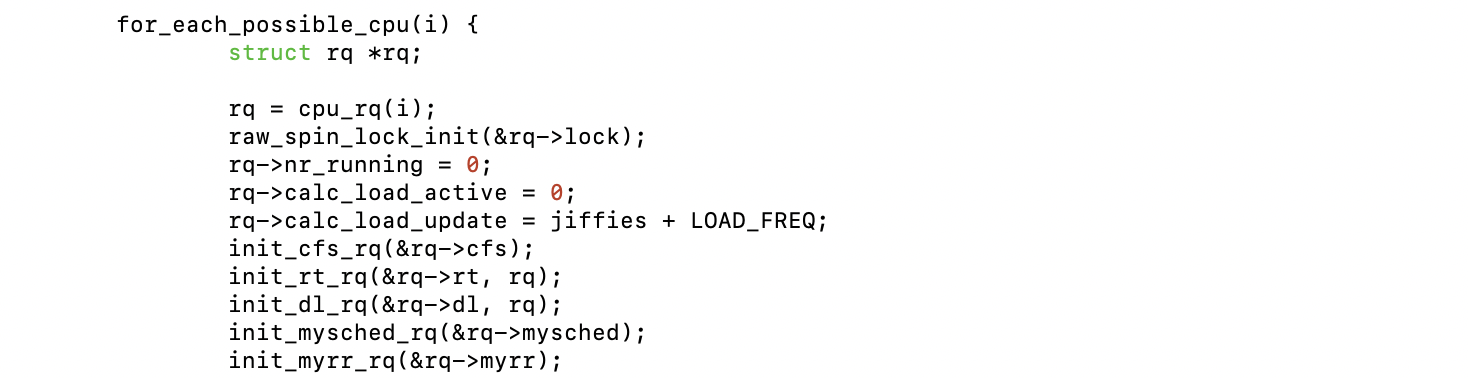 for_each_possible_cpu(i) {
struct rq *rq;
rq = cpu_rq(i);
raw_spin_lock_init(&rq->lock);
rq->nr_running = 0;
rq->calc_load_active = 0;
rq->calc_load_update = jiffies + LOAD_FREQ;
init_cfs_rq(&rq->cfs);
init_rt_rq(&rq->rt, rq);
init_dl_rq(&rq->dl, rq);
init_mysched_rq(&rq->mysched);
init_myrr_rq(&rq->myrr);